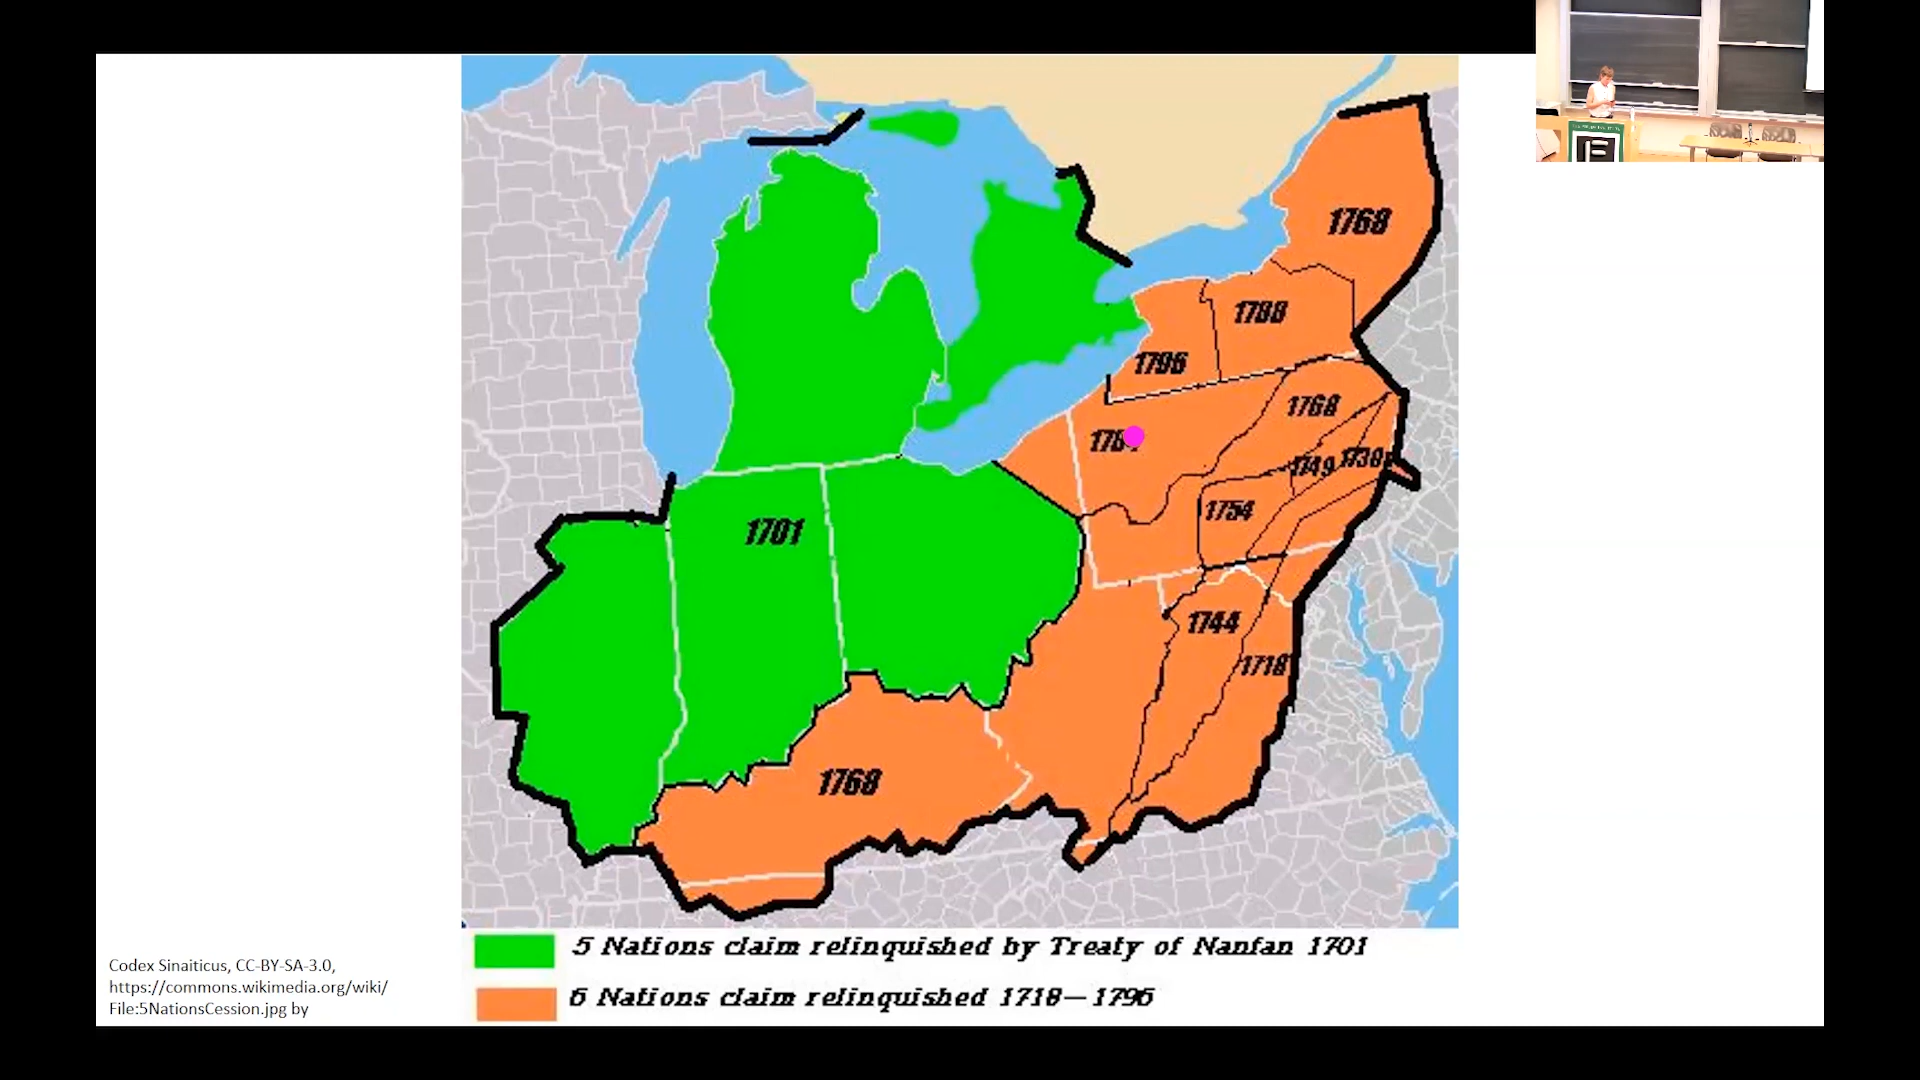 1768
1788
1796
1768
1749
1738
1754
1701
1744
1718
1768
5 Nations claim relinquished by Treaty of Nanfan 1701
6 Nations claim relinquished 1718—1796
Codex Sinaiticus, CC-BY-SA-3.0,
https://commons.wikimedia.org/wiki/
File:5NationsCession.jpg by